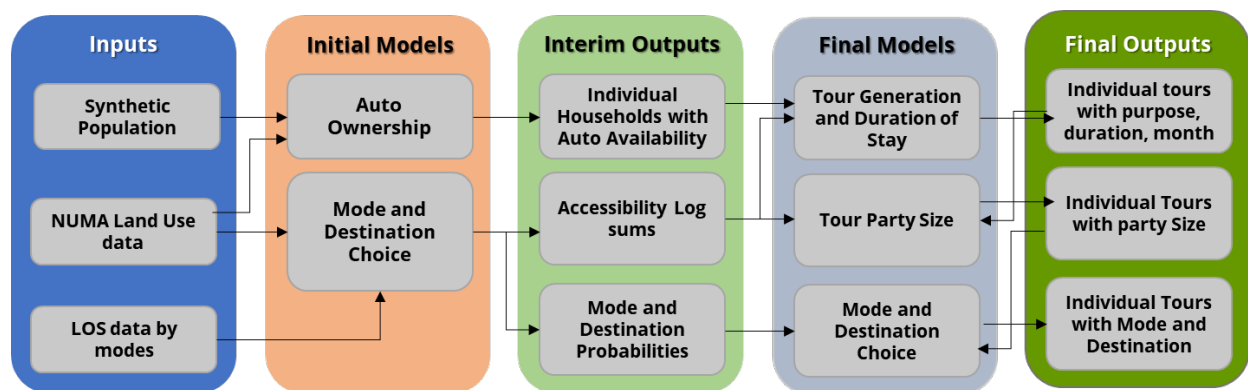 Inputs
Synthetic
Population
NUMA Land Use
data
LOS data by
modes
Initial Models
Auto
Ownership
Mode and
Destination
Choice
Interim Outputs
Individual
Households with
Auto Availability
Accessibility Log
sums
Mode and
Destination
Probabilities
Final Models
Tour Generation
and Duration of
Stay
Tour Party Size
Mode and
Destination
Choice
Final Outputs
Individual tours
with purpose,
duration, month
Individual Tours
with party Size
Individual Tours
with Mode and
Destination